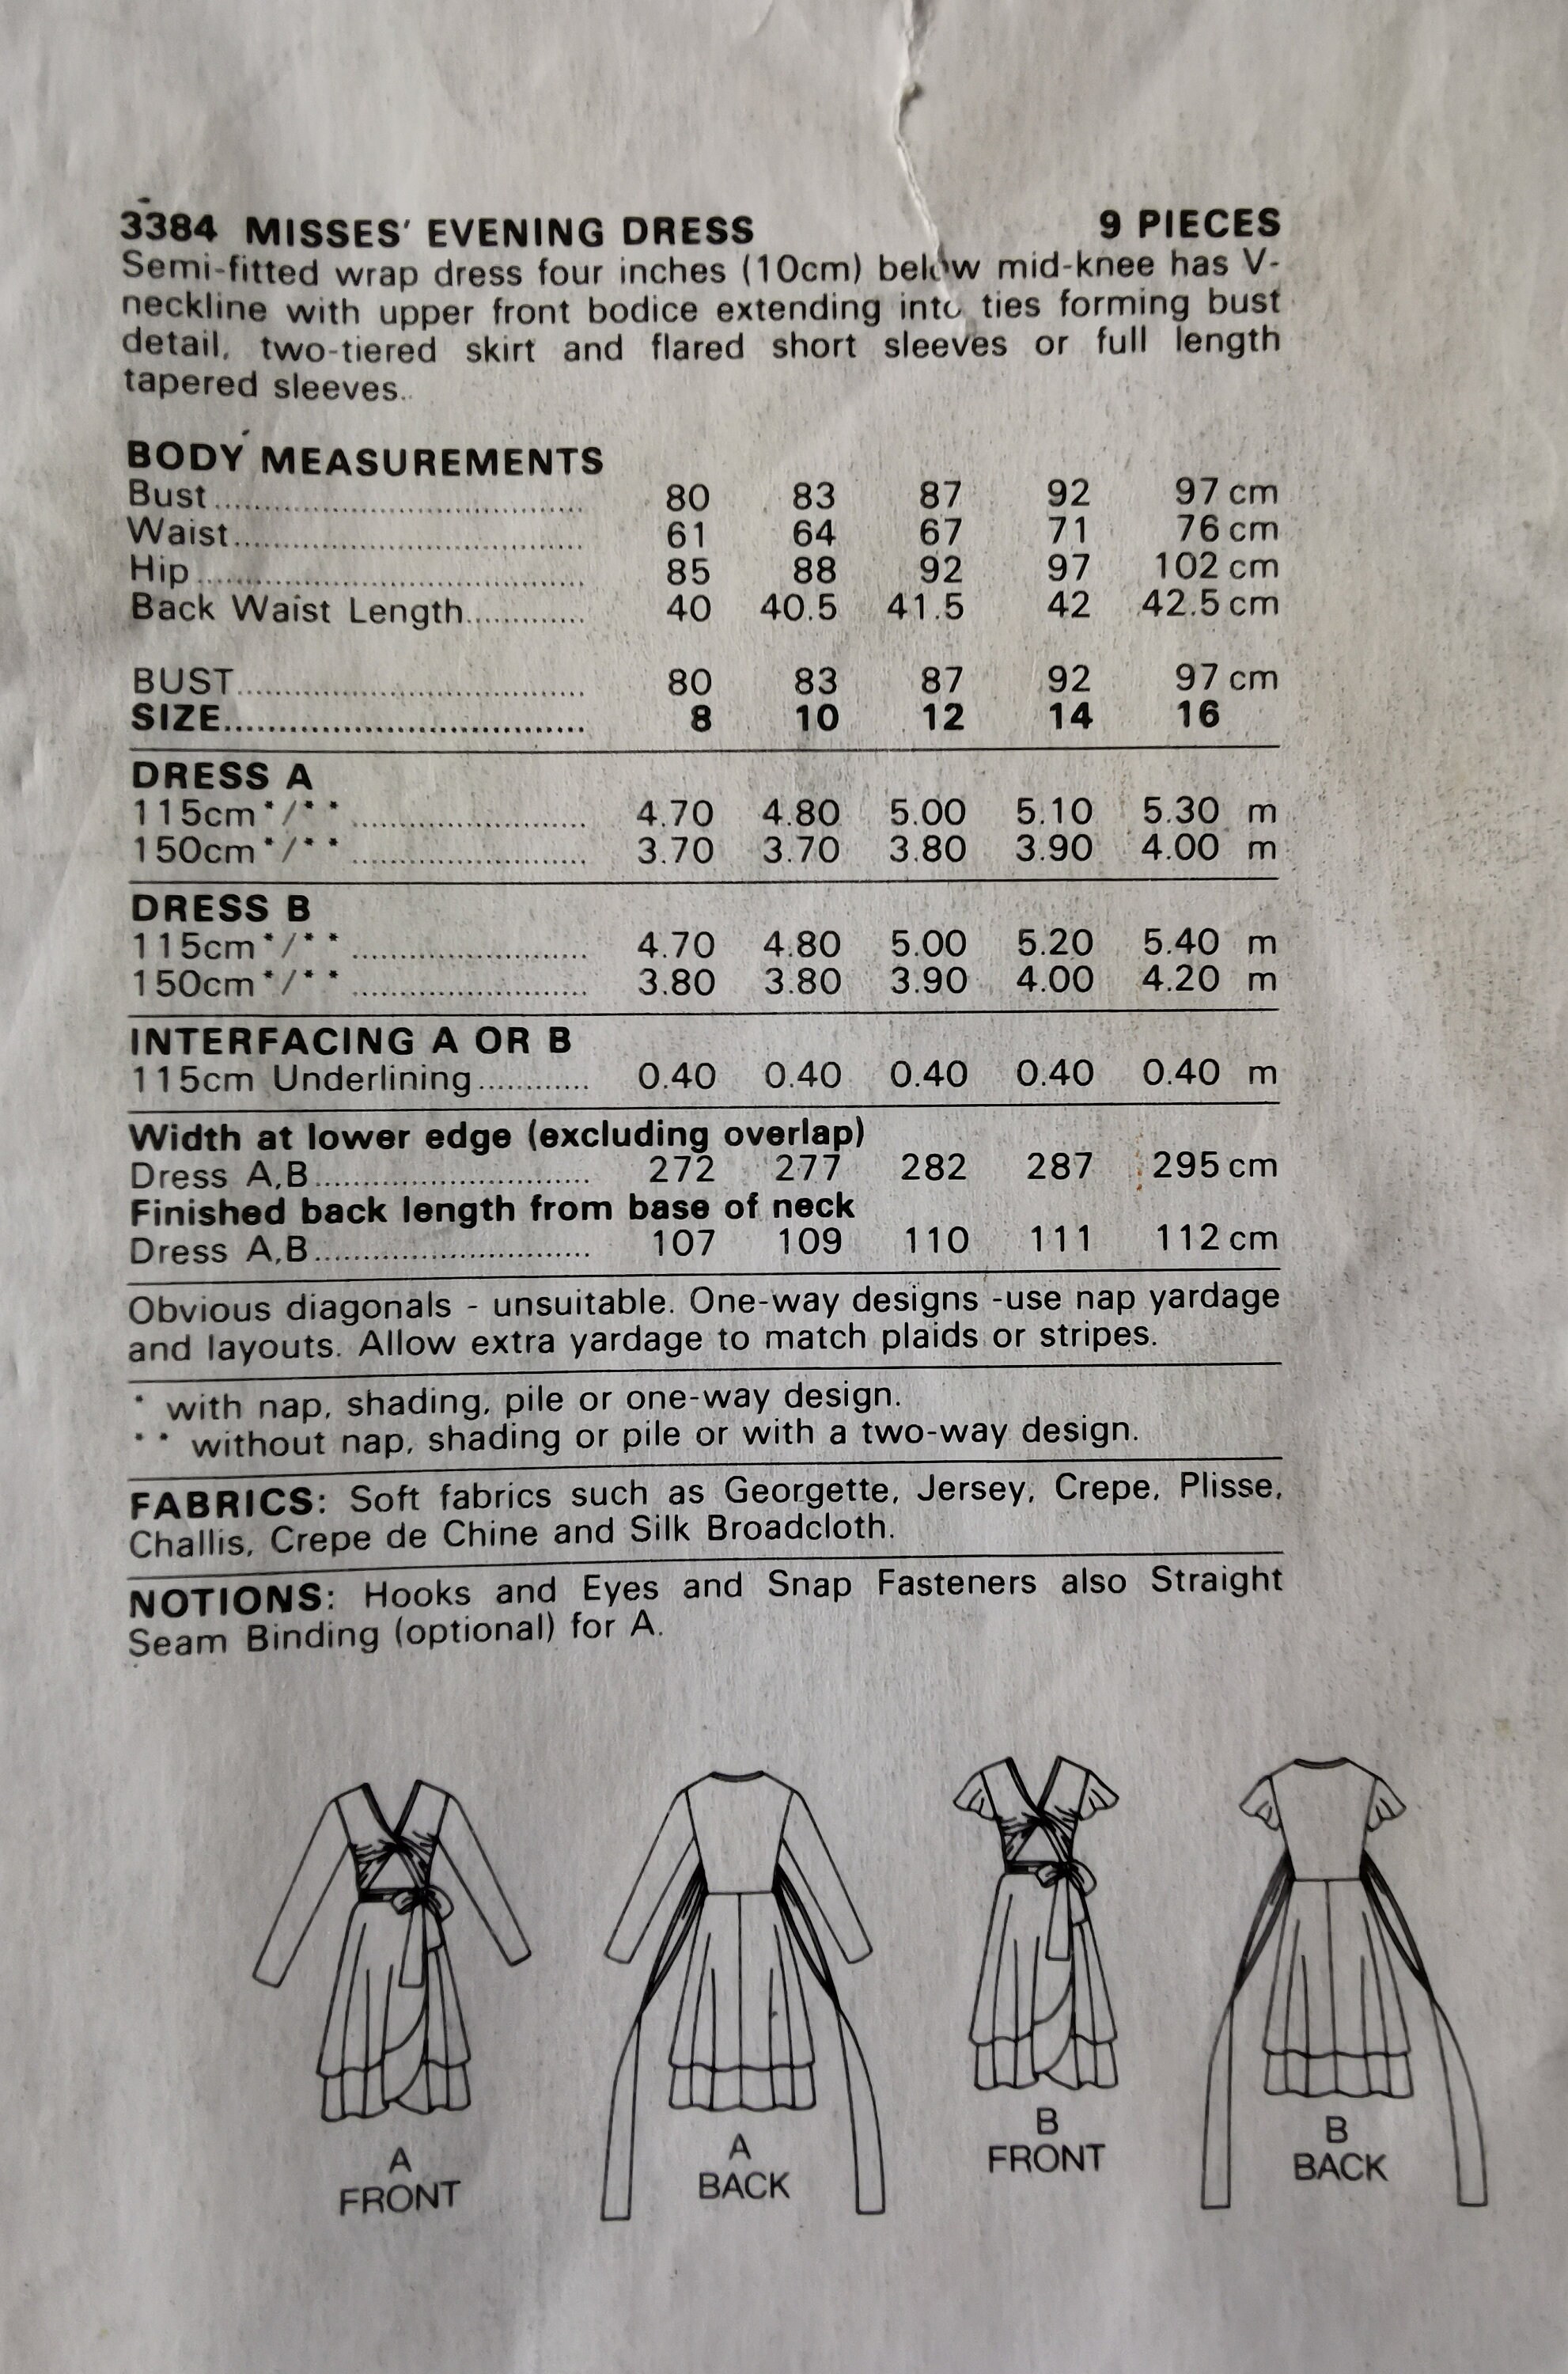 3384 MISSES' EVENING DRESS 9 PIECES
Semi-fitted wrap dress four inches (10cm) below mid-knee has V-
neckline with upper front bodice extending into ties forming bust
detail, two-tiered skirt and flared short sleeves or full length
tapered sleeves.
BODY MEASUREMENTS
Bust.................................... 80 83 87 92 97 cm
Waist.................................... 61 64 67 71 76 cm
Hip.................................... 85 88 92 97 102 cm
Back Waist Length............. 40 40.5 41.5 42 42.5 cm
BUST.................................... 80 83 87 92 97 cm
SIZE.................................... 8 10 12 14 16
DRESS A
115cm*/** ......................... 4.70 4.80 5.00 5.10 5.30 m
150cm*/** ......................... 3.70 3.70 3.80 3.90 4.00 m
DRESS B
115cm*/** ......................... 4.70 4.80 5.00 5.20 5.40 m
150cm*/** ......................... 3.80 3.80 3.90 4.00 4.20 m
INTERFACING A OR B
115cm Underlining............ 0.40 0.40 0.40 0.40 0.40 m
Width at lower edge (excluding overlap)
Dress A,B............................. 272 277 282 287 295 cm
Finished back length from base of neck
Dress A,B............................. 107 109 110 111 112 cm
Obvious diagonals - unsuitable. One-way designs -use nap yardage
and layouts. Allow extra yardage to match plaids or stripes.
* with nap, shading, pile or one-way design.
** without nap, shading or pile or with a two-way design.
FABRICS: Soft fabrics such as Georgette, Jersey, Crepe, Plisse,
Challis, Crepe de Chine and Silk Broadcloth.
NOTIONS: Hooks and Eyes and Snap Fasteners also Straight
Seam Binding (optional) for A.
A
FRONT
A
BACK
B
FRONT
B
BACK